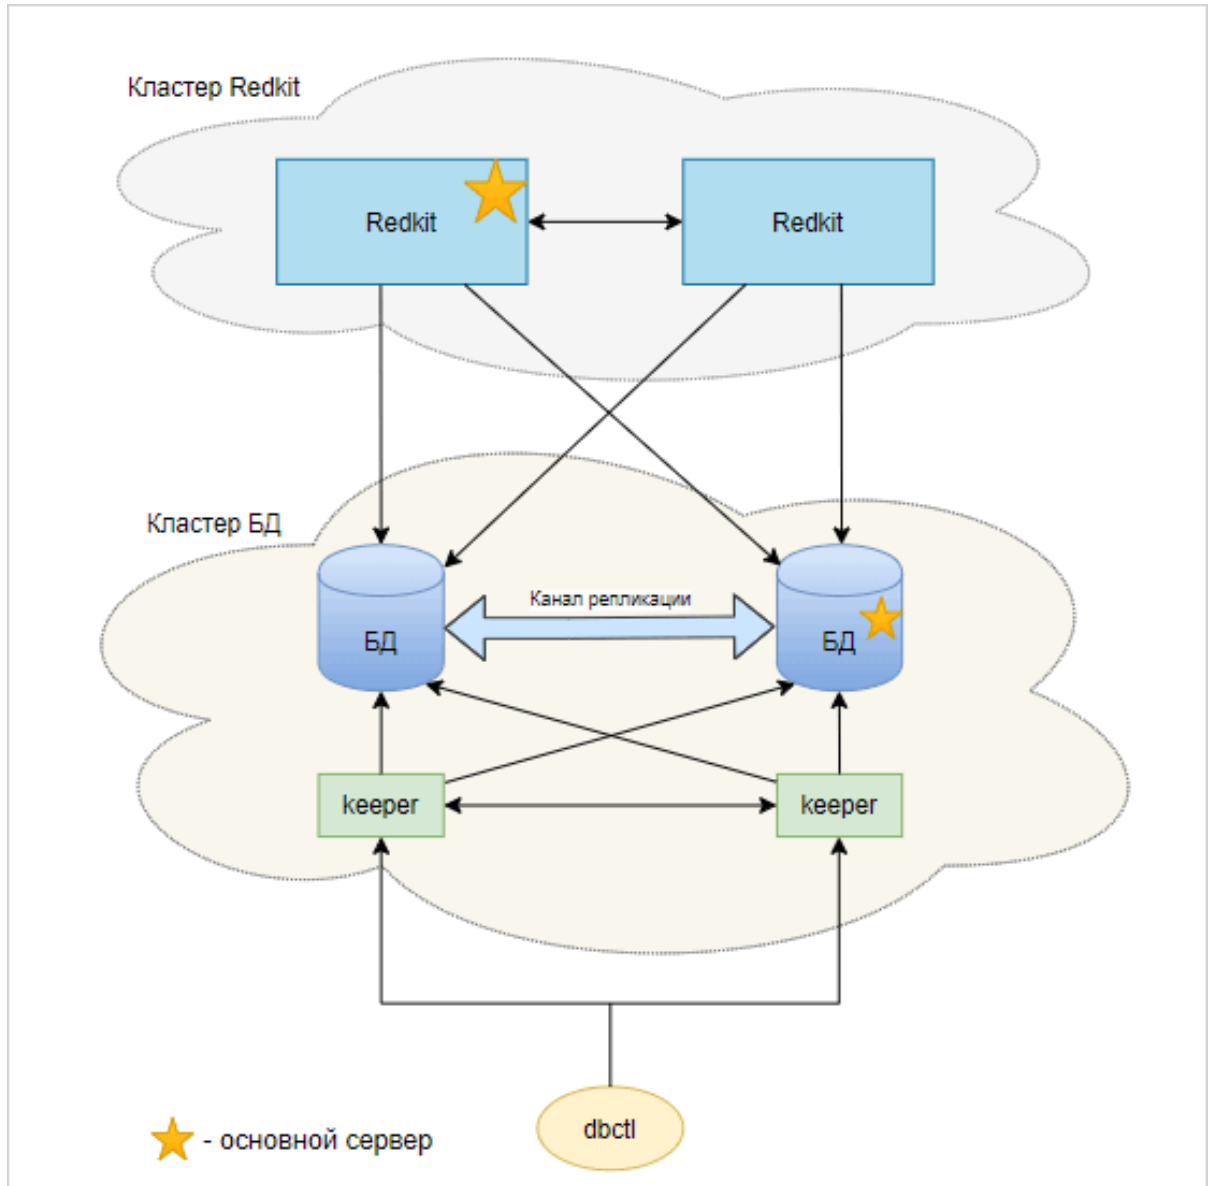 Кластер Redkit
Redkit
Redkit
Кластер БД
Канал репликации
БД
БД
keeper
keeper
dbctl
- основной сервер